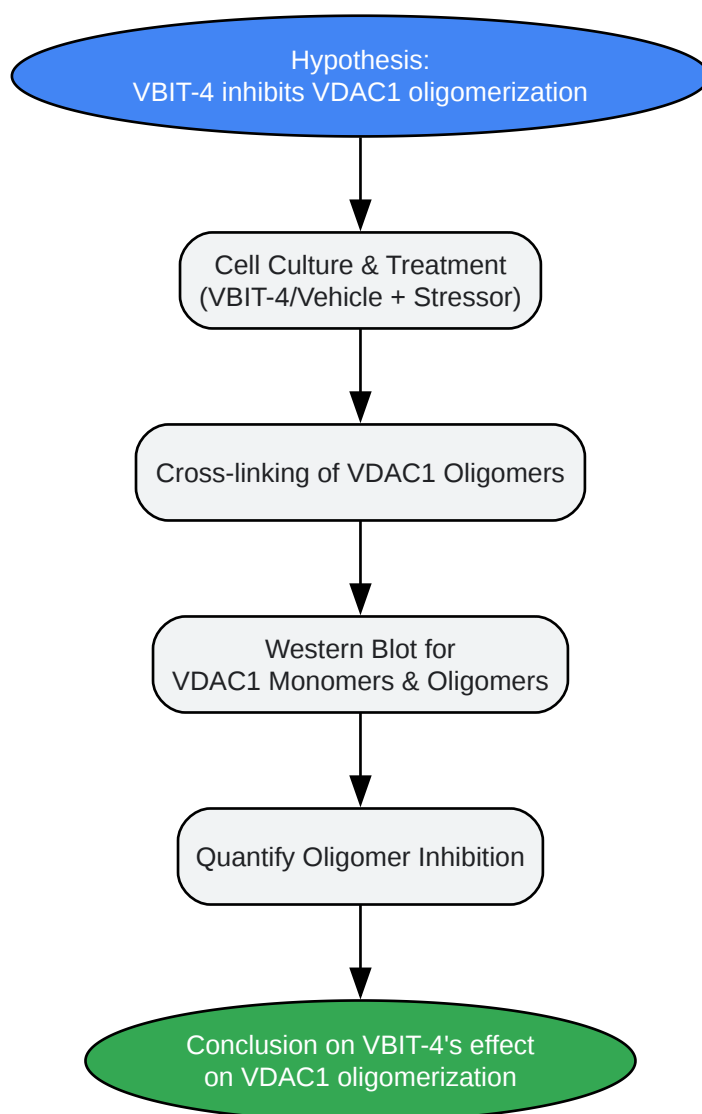 Hypothesis:
VBIT-4 inhibits VDAC1 oligomerization
Cell Culture & Treatment
(VBIT-4/Vehicle + Stressor)
Cross-linking of VDAC1 Oligomers
Western Blot for
VDAC1 Monomers & Oligomers
Quantify Oligomer Inhibition
Conclusion on VBIT-4's effect
on VDAC1 oligomerization